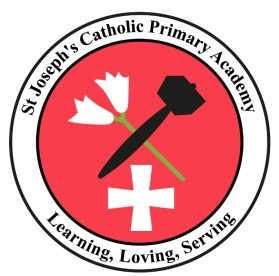 St Joseph's Catholic Primary Academy
Learning, Loving, Serving